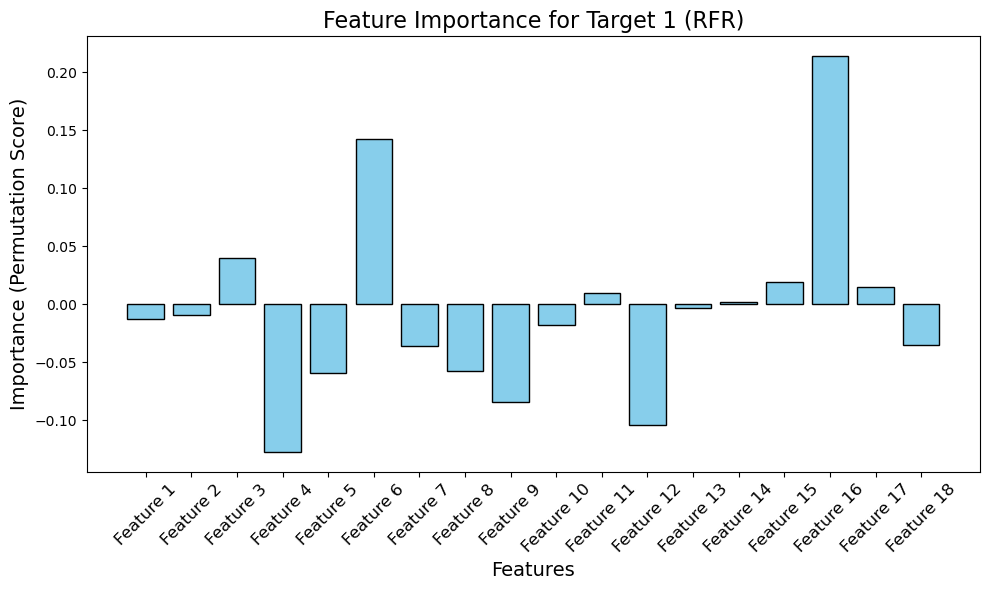 Feature Importance for Target 1 (RFR)
Importance (Permutation Score)
0.20
0.15
0.10
0.05
0.00
−0.05
−0.10
Feature 1
Feature 2
Feature 3
Feature 4
Feature 5
Feature 6
Feature 7
Feature 8
Feature 9
Feature 10
Feature 11
Feature 12
Feature 13
Feature 14
Feature 15
Feature 16
Feature 17
Feature 18
Features